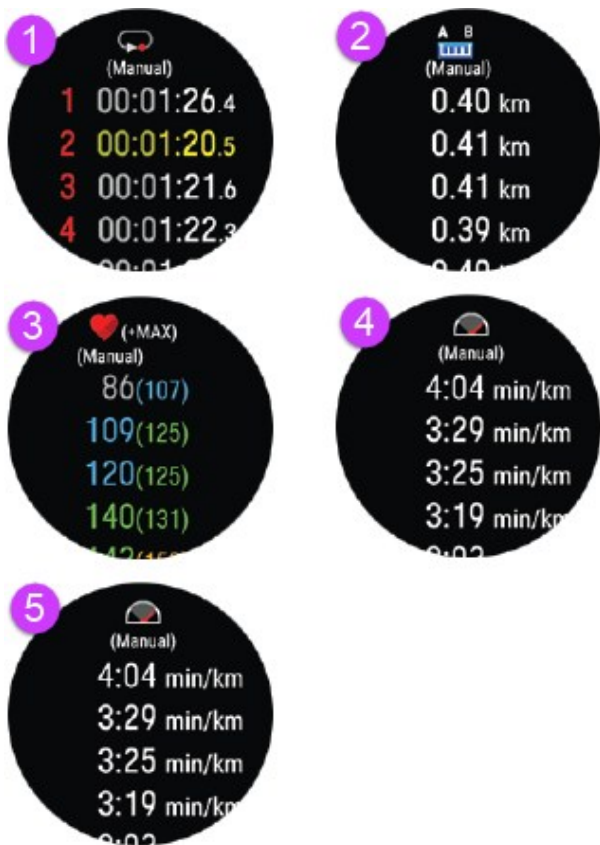 1
(Manual)
1 00:01:26.4
2 00:01:20.5
3 00:01:21.6
4 00:01:22.3
2
A B
(Manual)
0.40 km
0.41 km
0.41 km
0.39 km
3
(+MAX)
(Manual)
86(107)
109(125)
120(125)
140(131)
4
(Manual)
4:04 min/km
3:29 min/km
3:25 min/km
3:19 min/km
5
(Manual)
4:04 min/km
3:29 min/km
3:25 min/km
3:19 min/km